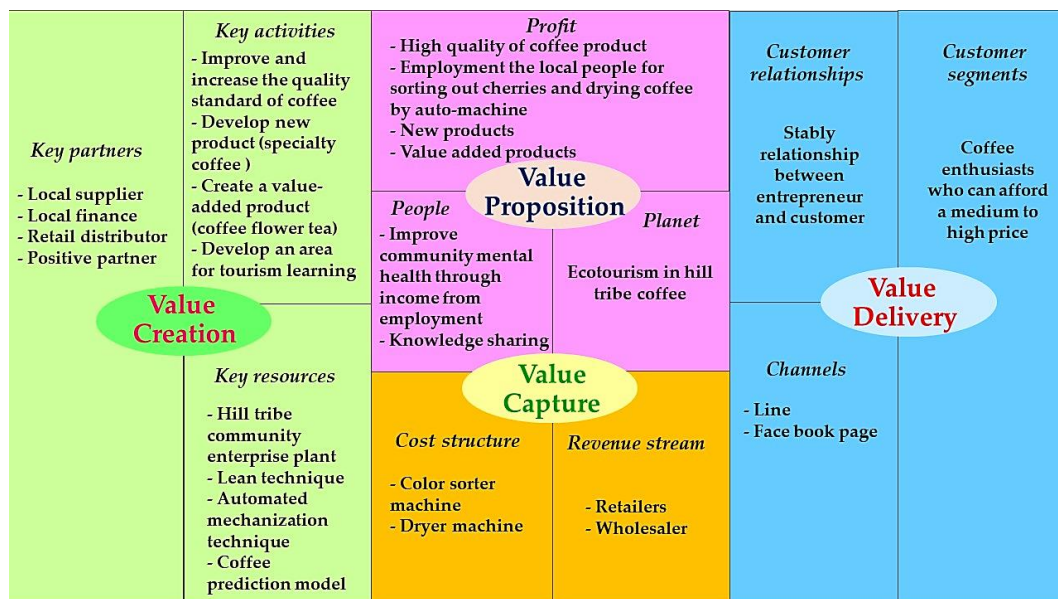 Key partners
- Local supplier
- Local finance
- Retail distributor
- Positive partner
Key activities
- Improve and
increase the quality
standard of coffee
- Develop new
product (specialty
coffee )
- Create a value-
added product
(coffee flower tea)
- Develop an area
for tourism learning
Value
Creation
Key resources
- Hill tribe
community
enterprise plant
- Lean technique
- Automated
mechanization
technique
- Coffee
prediction model
Profit
- High quality of coffee product
- Employment the local people for
sorting out cherries and drying coffee
by auto-machine
- New products
- Value added products
Value
Proposition
People
- Improve
community mental
health through
income from
employment
- Knowledge sharing
Planet
Ecotourism in hill
tribe coffee
Value
Capture
Cost structure
- Color sorter
machine
- Dryer machine
Revenue stream
- Retailers
- Wholesaler
Customer
relationships
Stably
relationship
between
entrepreneur
and customer
Customer
segments
Coffee
enthusiasts
who can afford
a medium to
high price
Value
Delivery
Channels
- Line
- Face book page